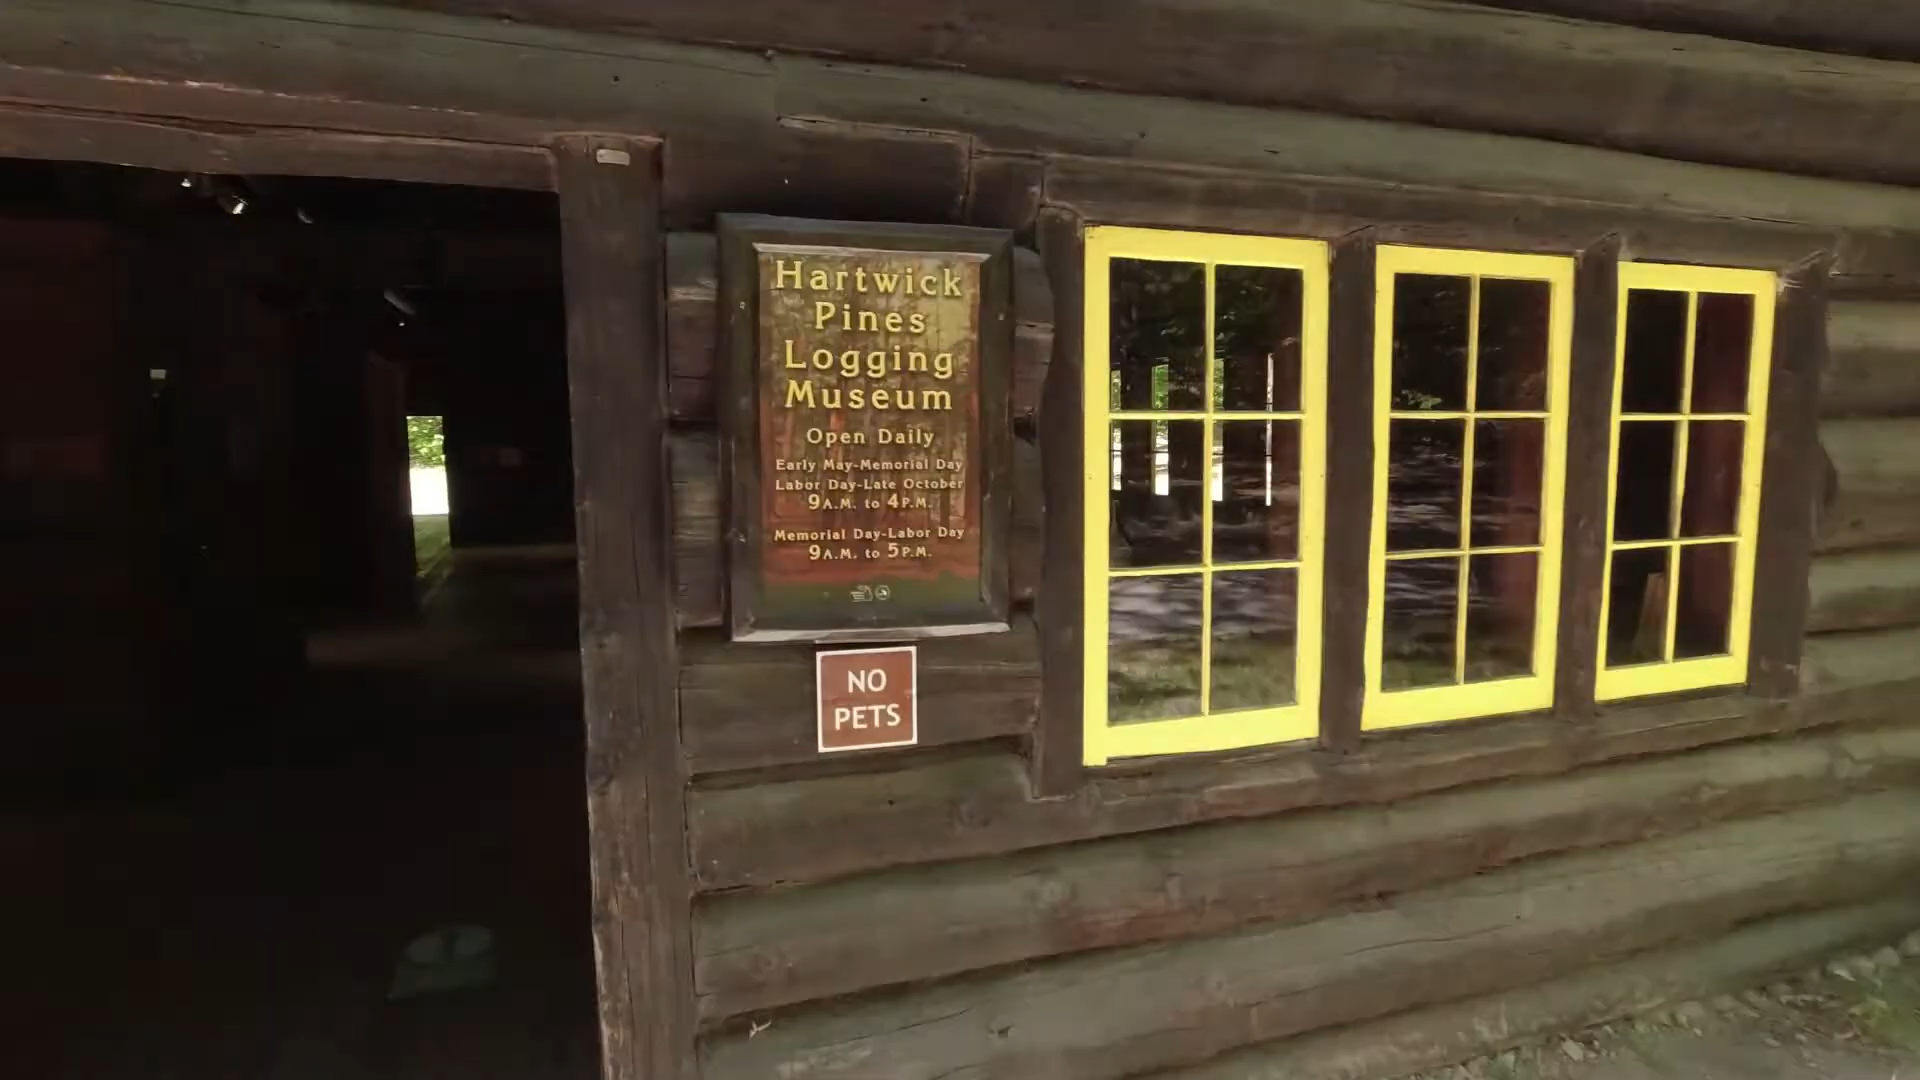 Hartwick
Pines
Logging
Museum
Open Daily
Early May-Memorial Day
Labor Day-Late October
9A.M. to 4P.M.
Memorial Day-Labor Day
9A.M. to 5P.M.
NO
PETS